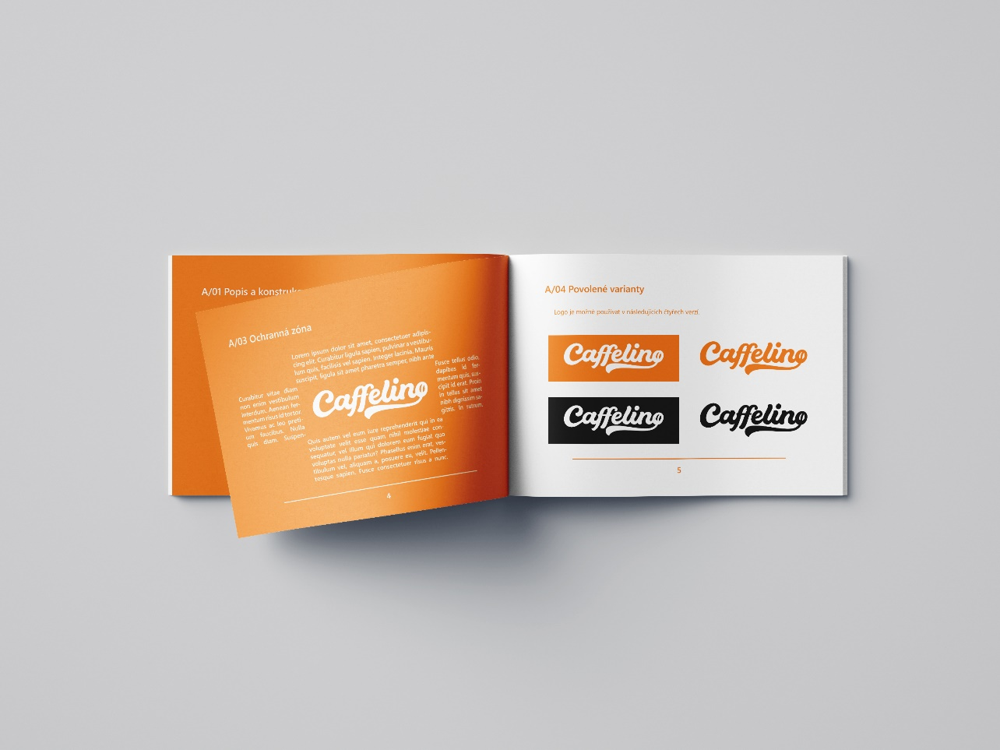 A/01 Popis a konstrukc
A/03 Ochranná zóna
Lorem ipsum dolor sit amet, consectetuer adipis-
cing elit. Curabitur ligula sapien, pulvinar a vestibu-
lum quis, facilisis vel sapien. Integer lacinia. Mauris
suscipit, ligula sit amet pharetra semper, nibh ante
Curabitur vitae diam
non enim vestibulum
interdum. Aenean fer-
mentum risus id tortor.
Vivamus ac leo preti-
um faucibus. Nulla
quis diam. Suspen-
Caffelino
Fusce tellus odio,
dapibus id fer-
mentum quis, sus-
cipit id erat. Proin
in tellus sit amet
nibh dignissim sa-
gittis. In rutrum.
Quis autem vel eum iure reprehenderit qui in ea
voluptate velit esse quam nihil molestiae con-
sequatur, vel illum qui dolorem eum fugiat quo
voluptas nulla pariatur? Phasellus enim erat, ves-
tibulum vel, aliquam a, posuere eu, velit. Pellen-
tesque sapien. Fusce consectetuer risus a nunc.
4
A/04 Povolené varianty
Logo je možné používat v následujících čtyřech verzí
Caffelino
Caffelino
Caffelino
Caffelino
5